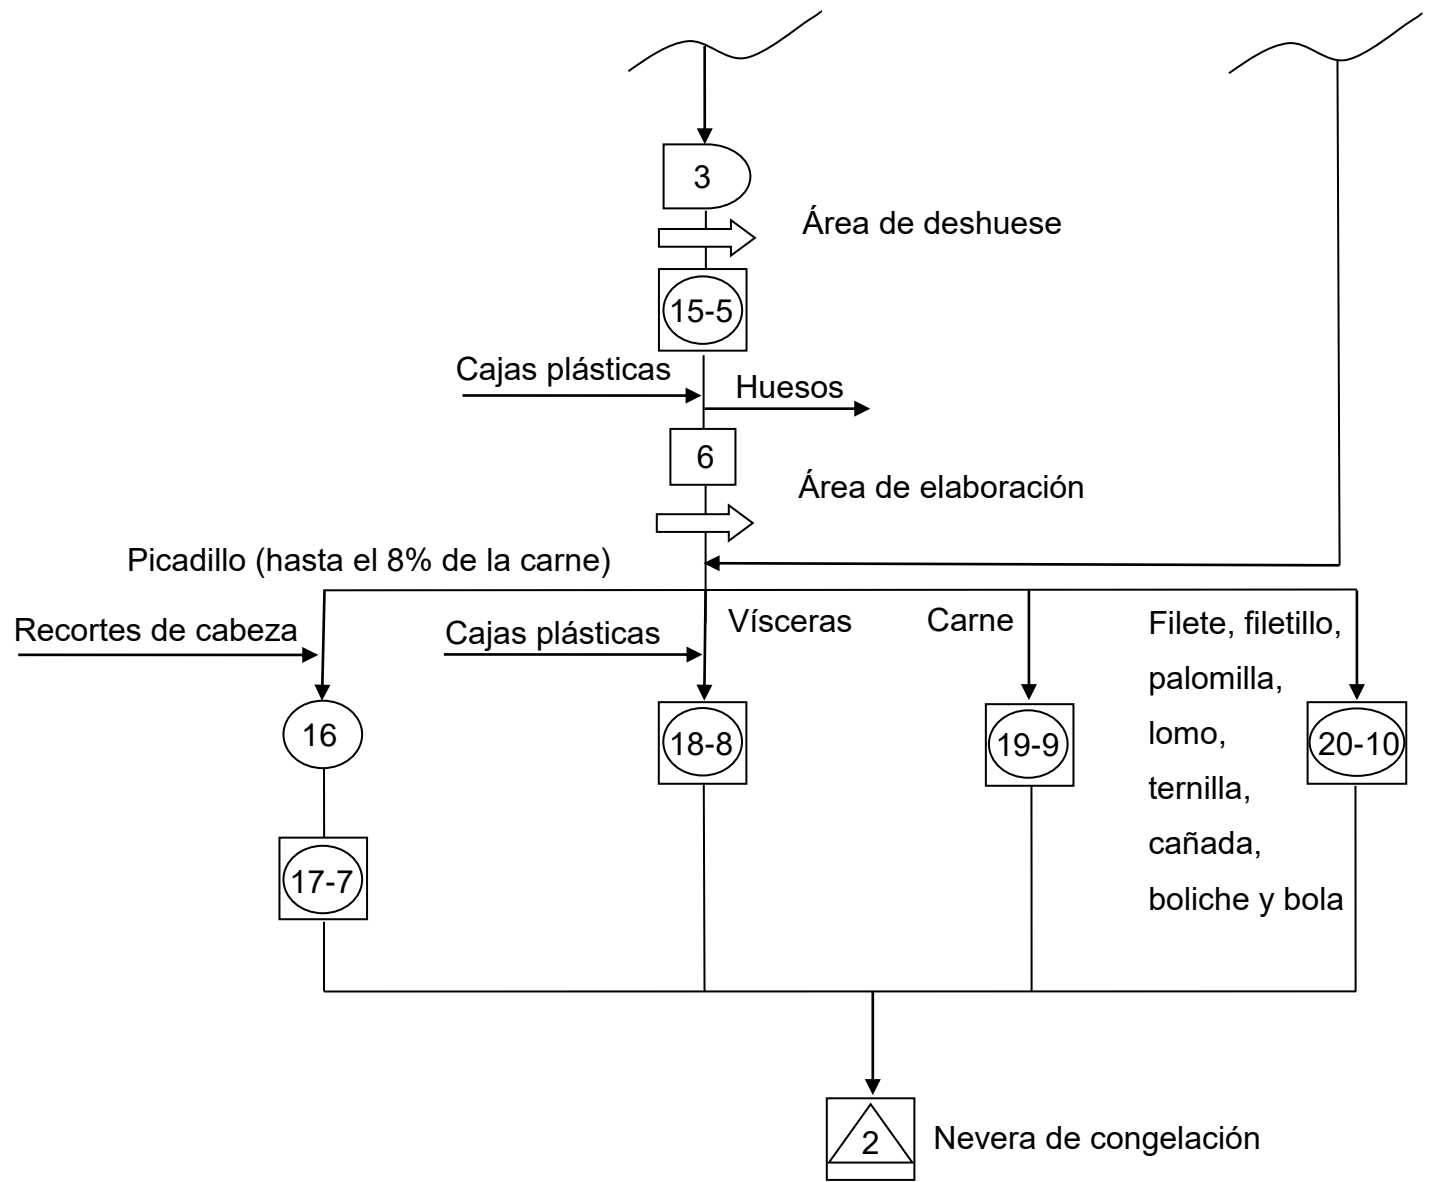 3
Área de deshuese
15-5
Cajas plásticas
Huesos
6
Área de elaboración
Picadillo (hasta el 8% de la carne)
Recortes de cabeza
Cajas plásticas
Vísceras
Carne
Filete, filetillo,
palomilla,
lomo,
ternilla,
cañada,
boliche y bola
16
18-8
19-9
20-10
17-7
2
Nevera de congelación